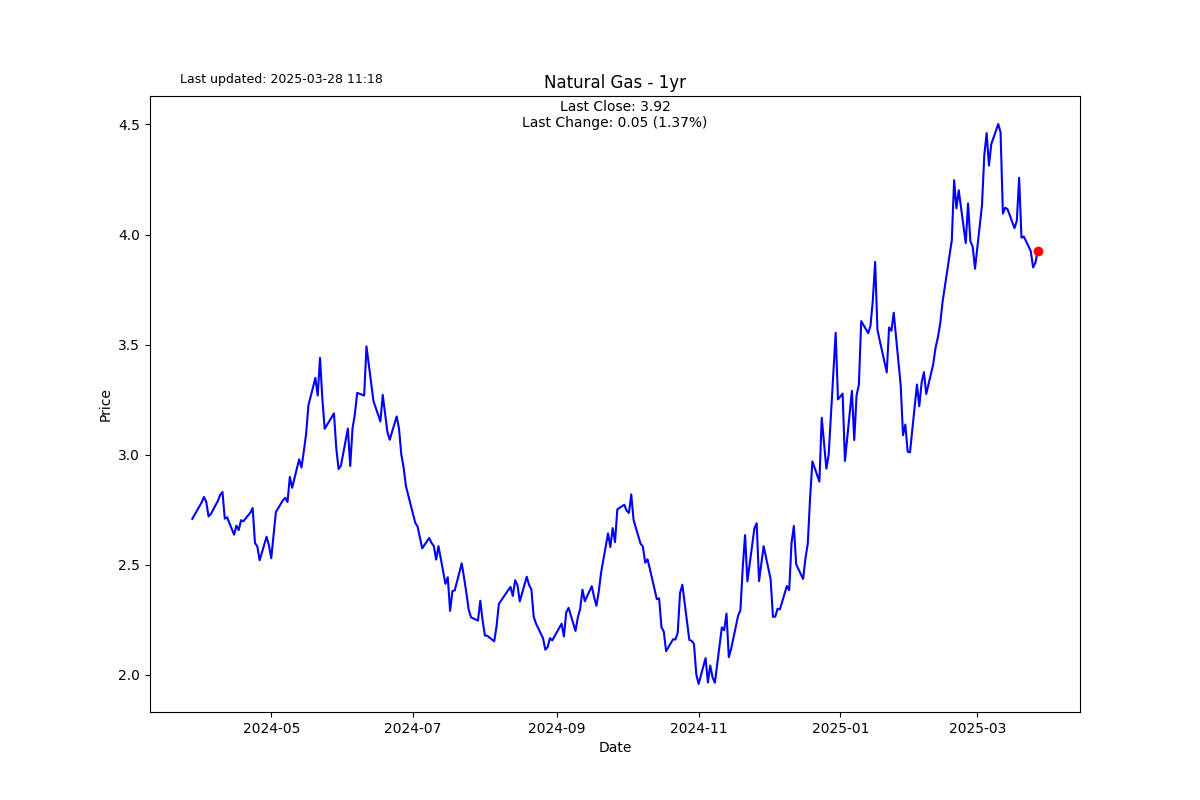 Last updated: 2025-03-28 11:18
Natural Gas - 1yr
Last Close: 3.92
Last Change: 0.05 (1.37%)
4.5
4.0
3.5
3.0
2.5
2.0
Price
2024-05
2024-07
2024-09
2024-11
2025-01
2025-03
Date